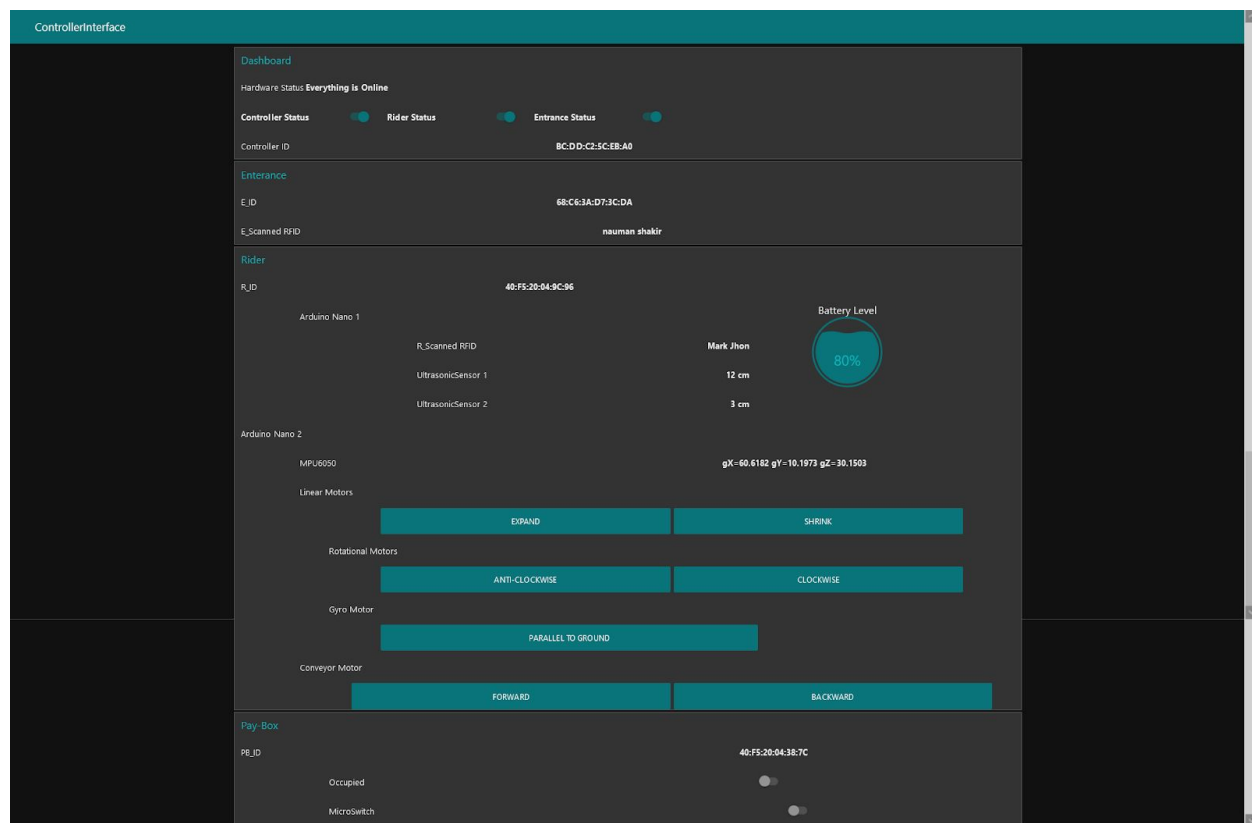 ControllerInterface
Dashboard
Hardware Status Everything is Online
Controller Status Rider Status Entrance Status
Controller ID BC:DD:C2:5C:EB:A0
Enterance
E_ID 68:C6:3A:D7:3C:DA
E_Scanned RFID nauman shakir
Rider
R_ID 40:F5:20:04:9C:96
Battery Level
Arduino Nano 1
R_Scanned RFID Mark Jhon
80%
UltrasonicSensor 1 12 cm
UltrasonicSensor 2 3 cm
Arduino Nano 2
MPU6050 gX=60.6182 gY=10.1973 gZ=30.1503
Linear Motors
EXPAND SHRINK
Rotational Motors
ANTI-CLOCKWISE CLOCKWISE
Gyro Motor
PARALLEL TO GROUND
Conveyor Motor
FORWARD BACKWARD
Pay-Box
PB_ID 40:F5:20:04:38:7C
Occupied
MicroSwitch